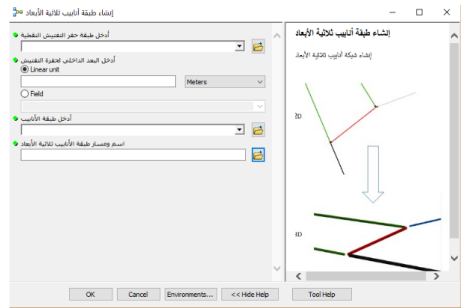 إنشاء طبقة أنابيب ثلاثية الأبعاد
أدخل طبقة حفر التفتيش النقطية
أدخل البعد الداخلي لحفرة التفتيش
Linear unit
Meters
Field
أدخل طبقة الأنابيب
اسم ومسار طبقة الأنابيب ثلاثية الأبعاد
إنشاء طبقة أنابيب ثلاثية الأبعاد
إنشاء شبكة أنابيب ثلاثية الأبعاد
2D
OK
Cancel
Environments...
<< Hide Help
Tool Help